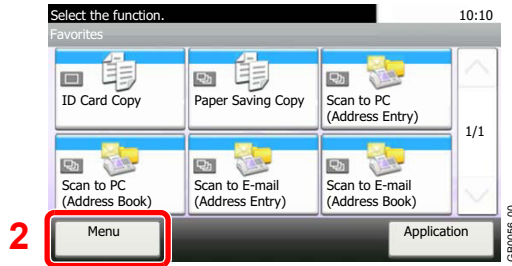 Select the function.
10:10
Favorites
ID Card Copy
Paper Saving Copy
Scan to PC
(Address Entry)
1/1
Scan to PC
(Address Book)
Scan to E-mail
(Address Entry)
Scan to E-mail
(Address Book)
2
Menu
Application
GB0056_00